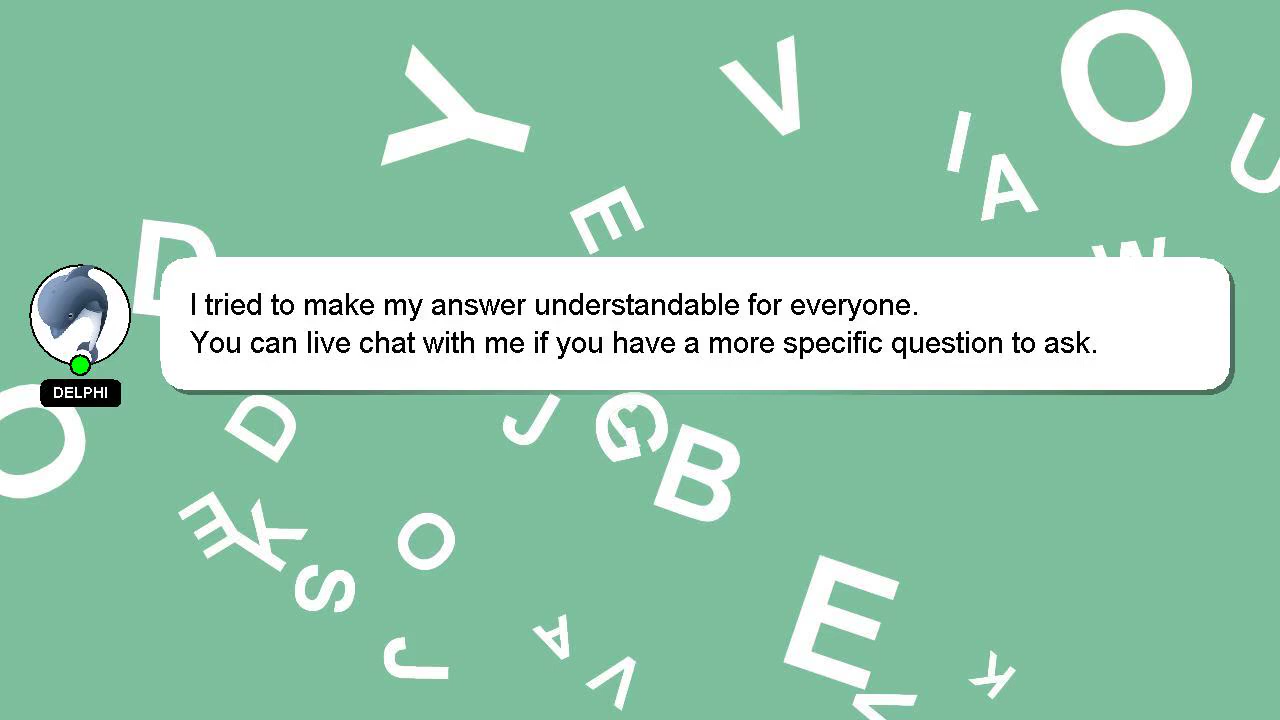 Y
V
O
I
A
U
E
D
W
I tried to make my answer understandable for everyone.
You can live chat with me if you have a more specific question to ask.
DELPHI
O
D
J
G
B
E
K
O
S
E
J
A
V
K
V